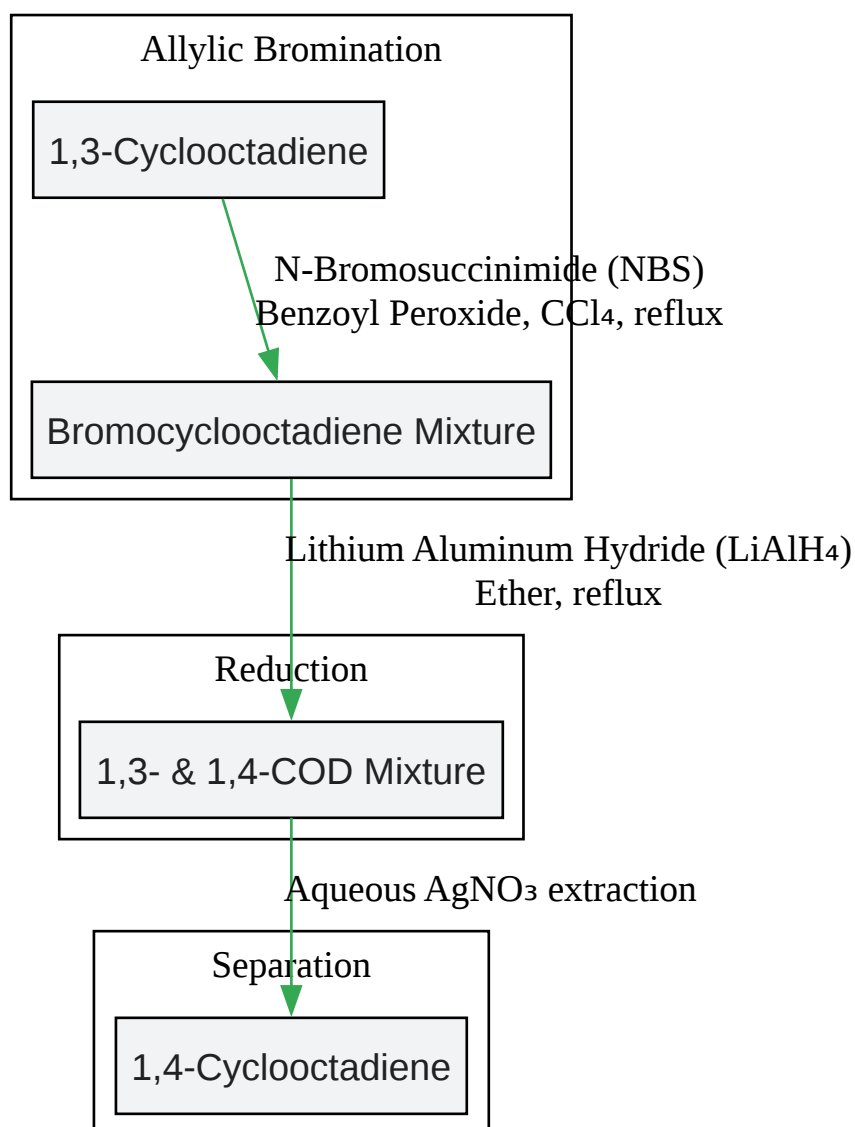 Allylic Bromination
1,3-Cyclooctadiene
N-Bromosuccinimide (NBS)
Benzoyl Peroxide, CCl₄, reflux
Bromocyclooctadiene Mixture
Lithium Aluminum Hydride (LiAlH₄)
Ether, reflux
Reduction
1,3- & 1,4-COD Mixture
Aqueous AgNO₃ extraction
Separation
1,4-Cyclooctadiene